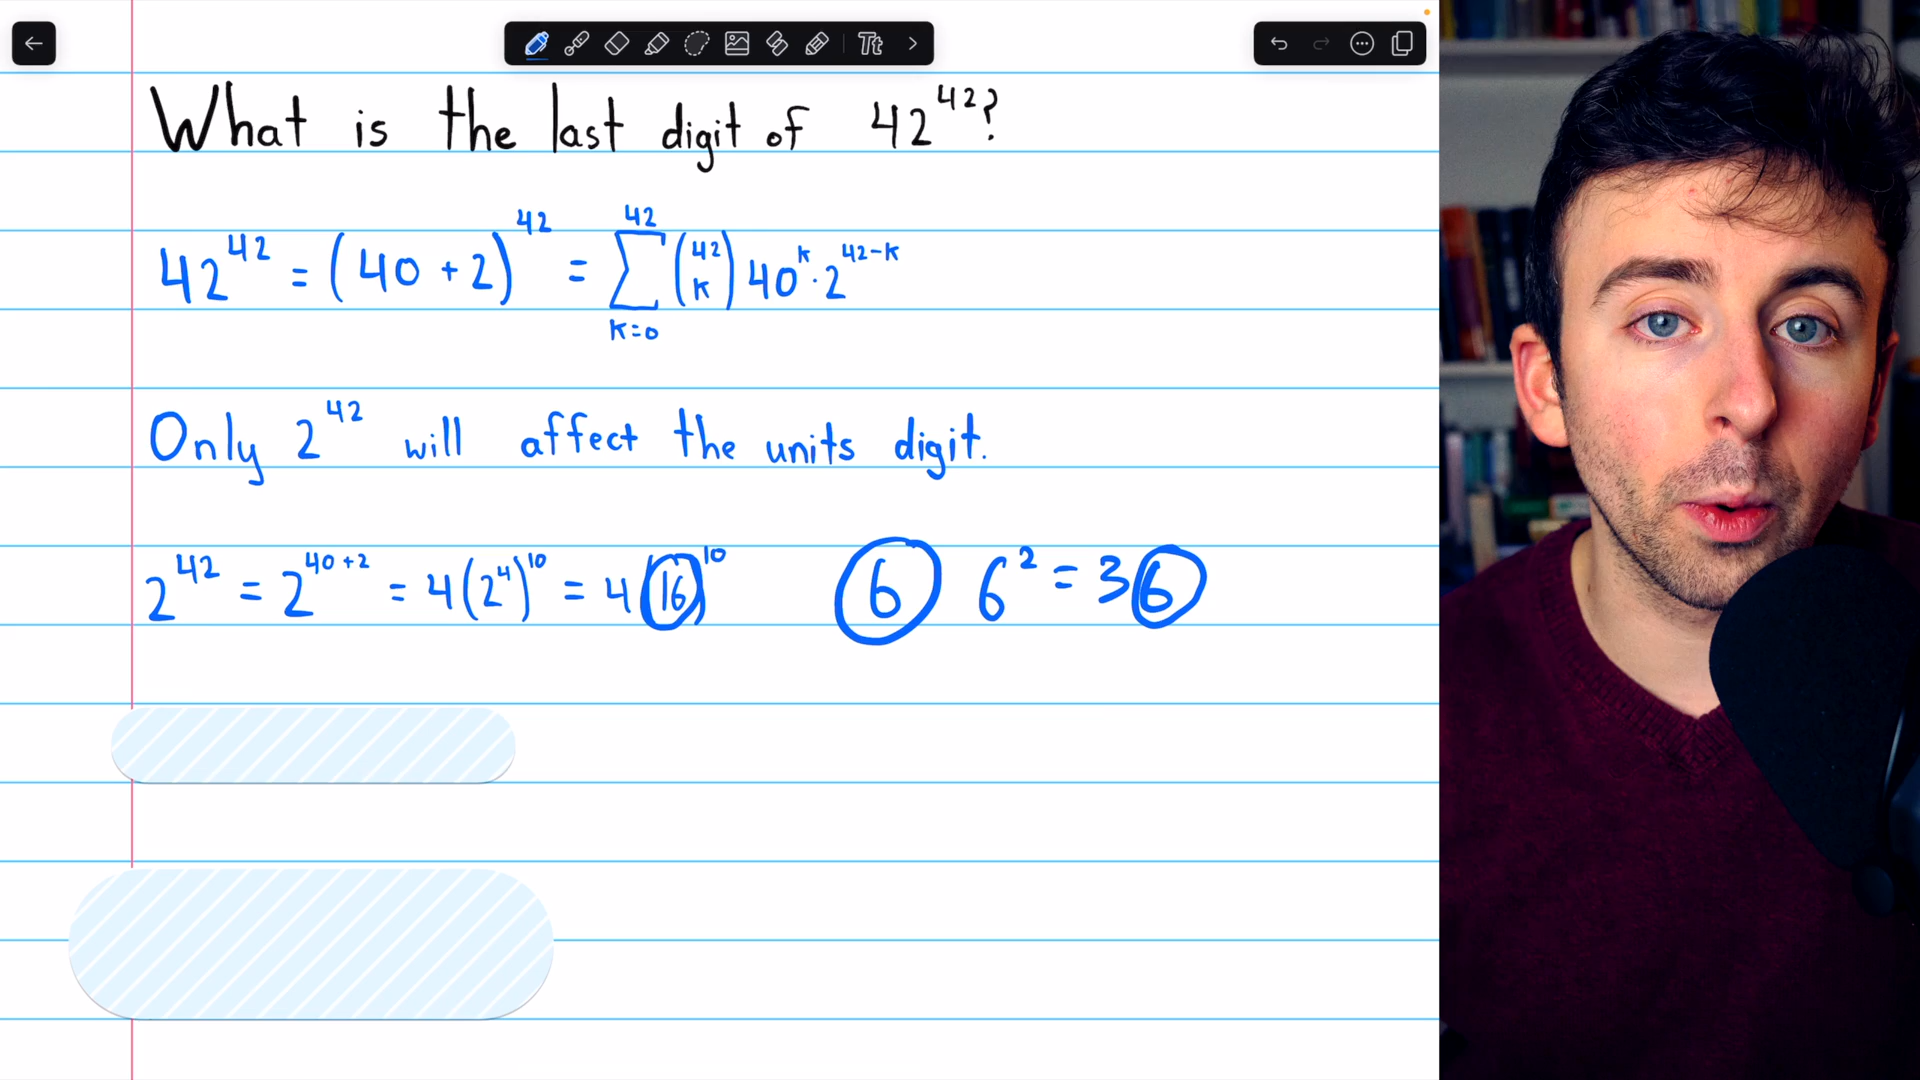 Tt
What is the last digit of 42^42?
42^42 = (40 + 2)^42 = ∑_{k=0}^{42} (42 k) 40^k · 2^{42-k}
Only 2^42 will affect the units digit.
2^42 = 2^{40+2} = 4(2^4)^10 = 4(16)^10 6 6^2 = 36